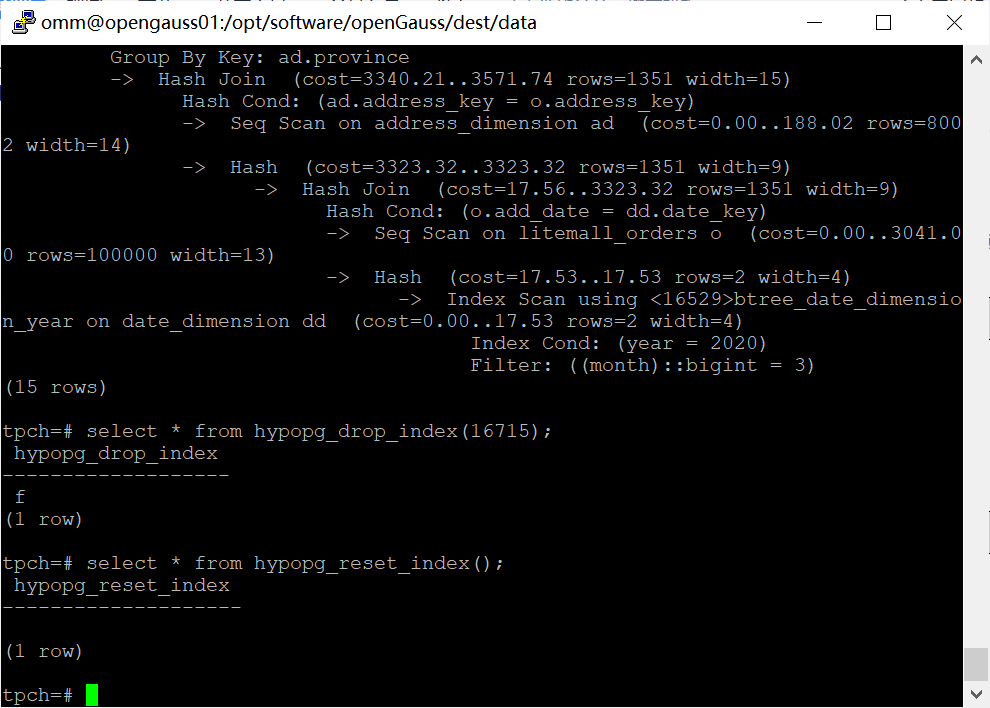 omm@opengauss01:/opt/software/openGauss/dest/data
Group By Key: ad.province
->  Hash Join  (cost=3340.21..3571.74 rows=1351 width=15)
Hash Cond: (ad.address_key = o.address_key)
->  Seq Scan on address_dimension ad  (cost=0.00..188.02 rows=800
2 width=14)
->  Hash  (cost=3323.32..3323.32 rows=1351 width=9)
->  Hash Join  (cost=17.56..3323.32 rows=1351 width=9)
Hash Cond: (o.add_date = dd.date_key)
->  Seq Scan on litemall_orders o  (cost=0.00..3041.0
0 rows=100000 width=13)
->  Hash  (cost=17.53..17.53 rows=2 width=4)
->  Index Scan using <16529>btree_date_dimensio
n_year on date_dimension dd  (cost=0.00..17.53 rows=2 width=4)
Index Cond: (year = 2020)
Filter: ((month)::bigint = 3)
(15 rows)
tpch=# select * from hypopg_drop_index(16715);
hypopg_drop_index
-------------------
f
(1 row)
tpch=# select * from hypopg_reset_index();
hypopg_reset_index
--------------------
(1 row)
tpch=#